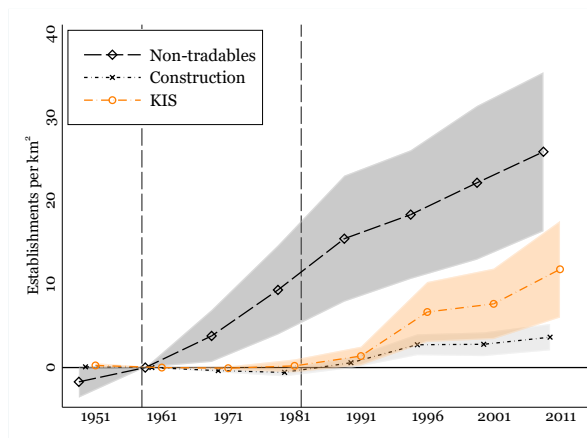 Establishments per km²
40
30
20
10
0
Non-tradables
Construction
KIS
1951 1961 1971 1981 1991 1996 2001 2011